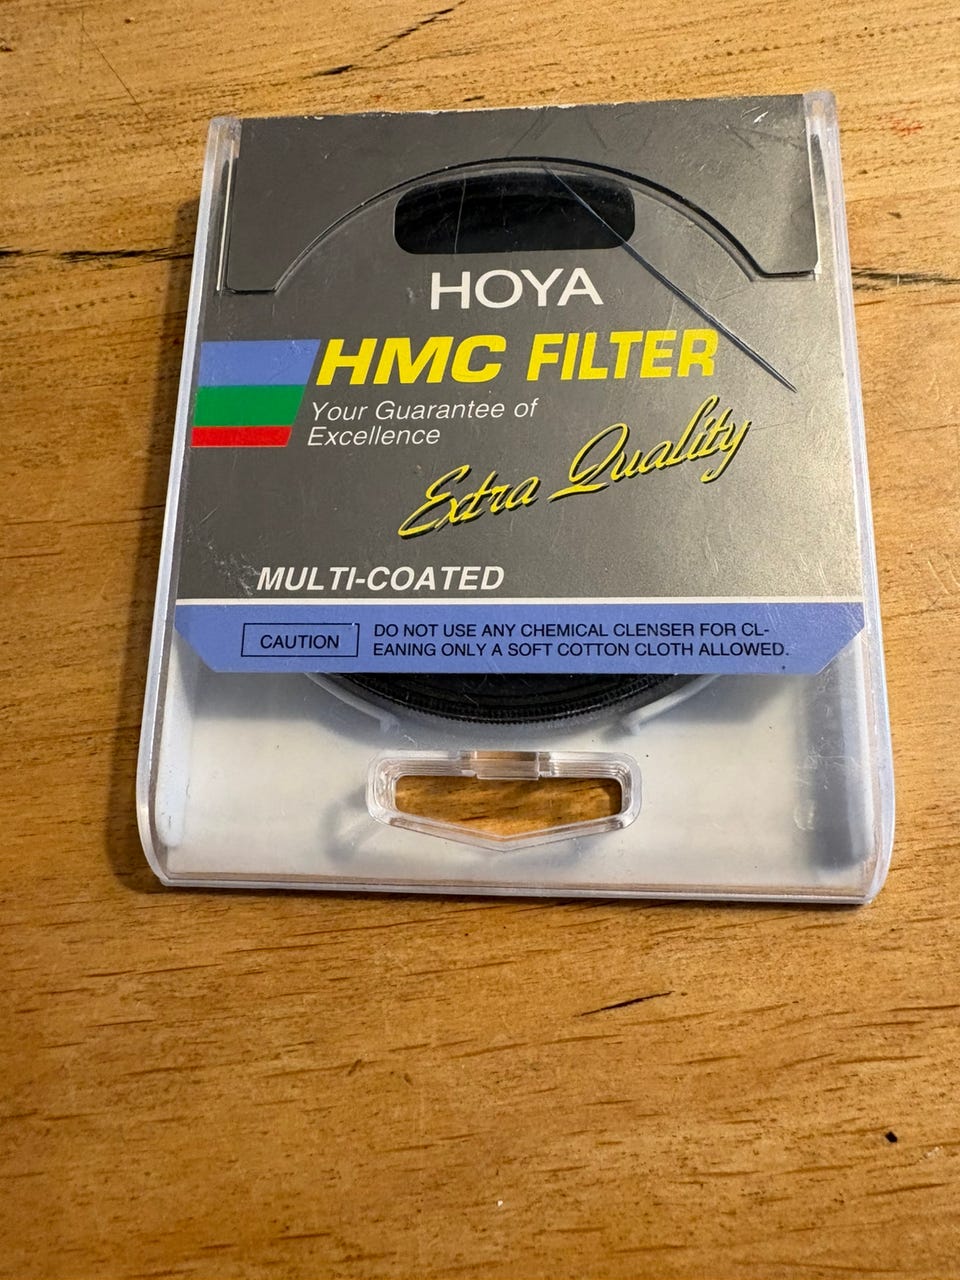 HOYA
HMC FILTER
Your Guarantee of
Excellence
Extra Quality
MULTI-COATED
CAUTION
DO NOT USE ANY CHEMICAL CLENSER FOR CL-
EANING ONLY A SOFT COTTON CLOTH ALLOWED.